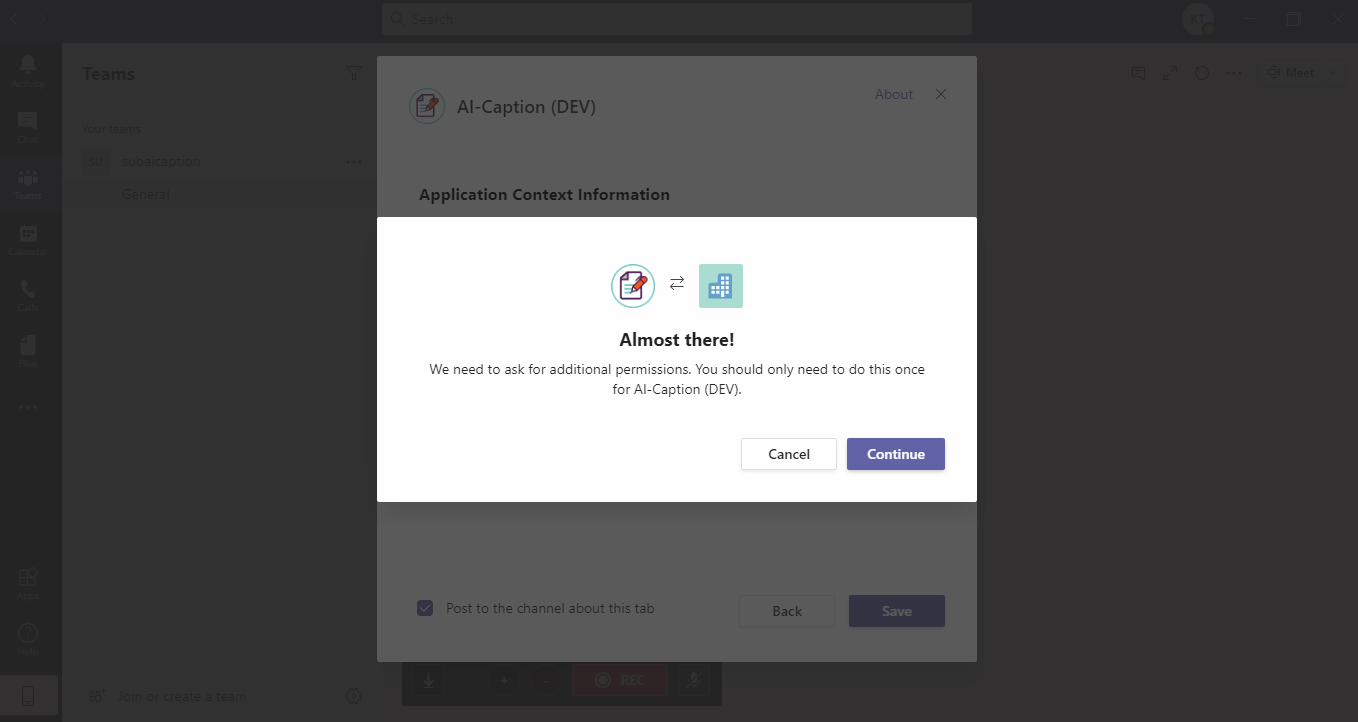 Search
KT
Activity
Chat
Teams
Calendar
Calls
Files
Apps
Help
Teams
Your teams
SU
subaicaption
General
Join or create a team
Meet
AI-Caption (DEV)
About
Application Context Information
Almost there!
We need to ask for additional permissions. You should only need to do this once
for AI-Caption (DEV).
Cancel
Continue
Post to the channel about this tab
Back
Save
REC